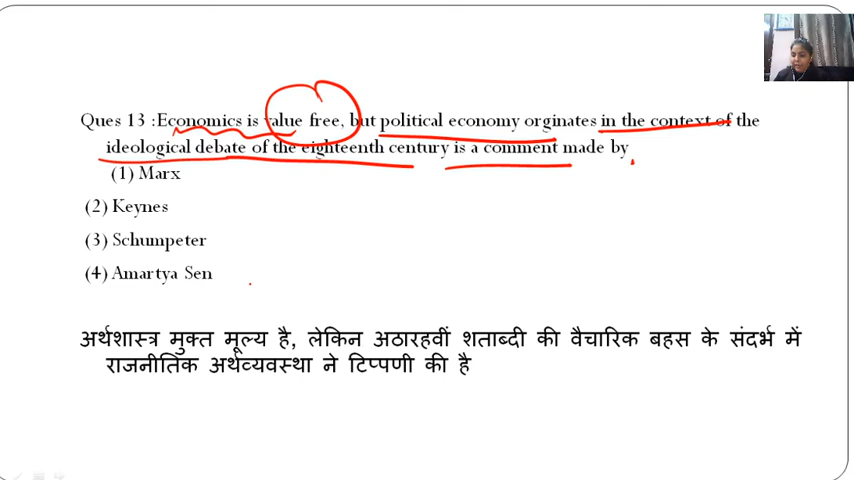 Ques 13 :Economics is value free, but political economy orginates in the context of the
ideological debate of the eighteenth century is a comment made by
(1) Marx
(2) Keynes
(3) Schumpeter
(4) Amartya Sen
अर्थशास्त्र मुक्त मूल्य है, लेकिन अठारहवीं शताब्दी की वैचारिक बहस के संदर्भ में
राजनीतिक अर्थव्यवस्था ने टिप्पणी की है